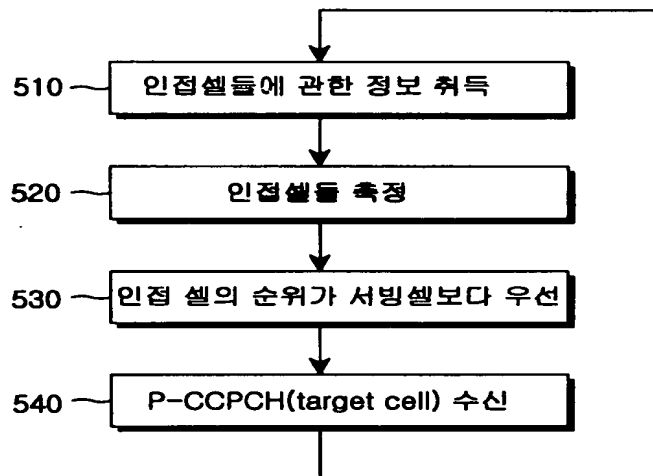 510 인접셀들에 관한 정보 취득
520 인접셀들 측정
530 인접 셀의 순위가 서빙셀보다 우선
540 P-CCPCH(target cell) 수신